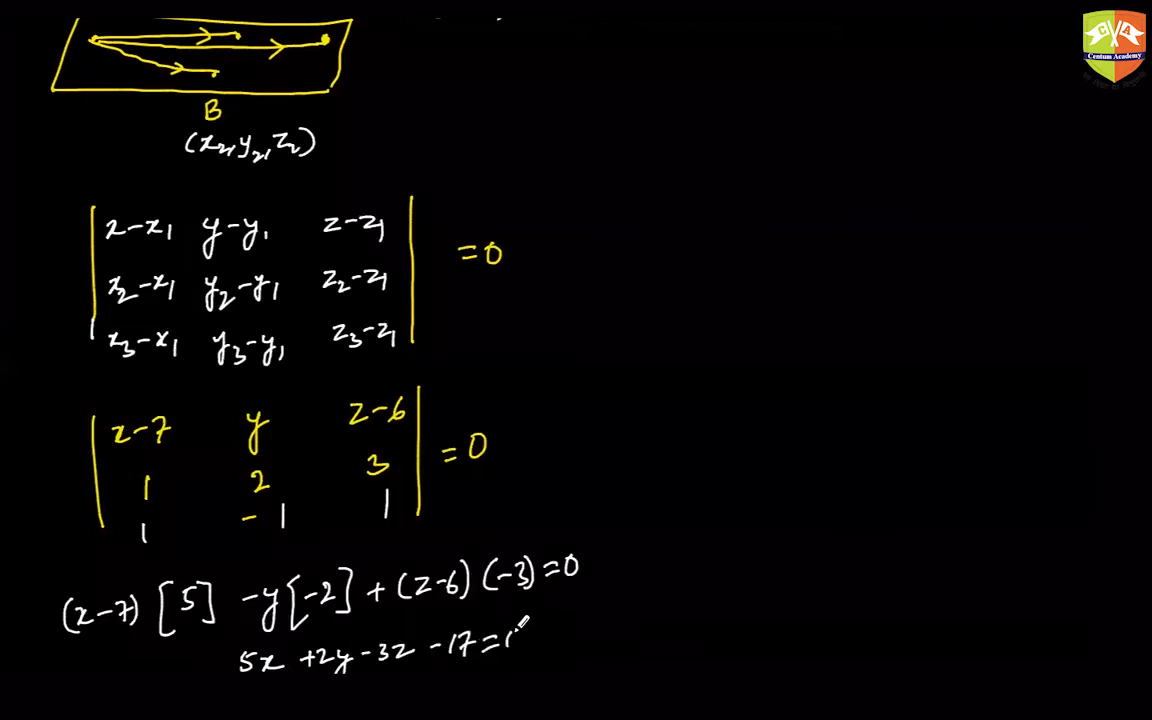 C A
Centum Academy
B
(x₂, y₂, z₂)
| x-x₁ y-y₁ z-z₁ |
| x₂-x₁ y₂-y₁ z₂-z₁ | =0
| x₃-x₁ y₃-y₁ z₃-z₁ |
| x-7 y z-6 |
| 1 2 3 | =0
| 1 -1 1 |
(x-7) [5] -y[-2] + (z-6) (-3) =0
5x +2y -3z -17 =